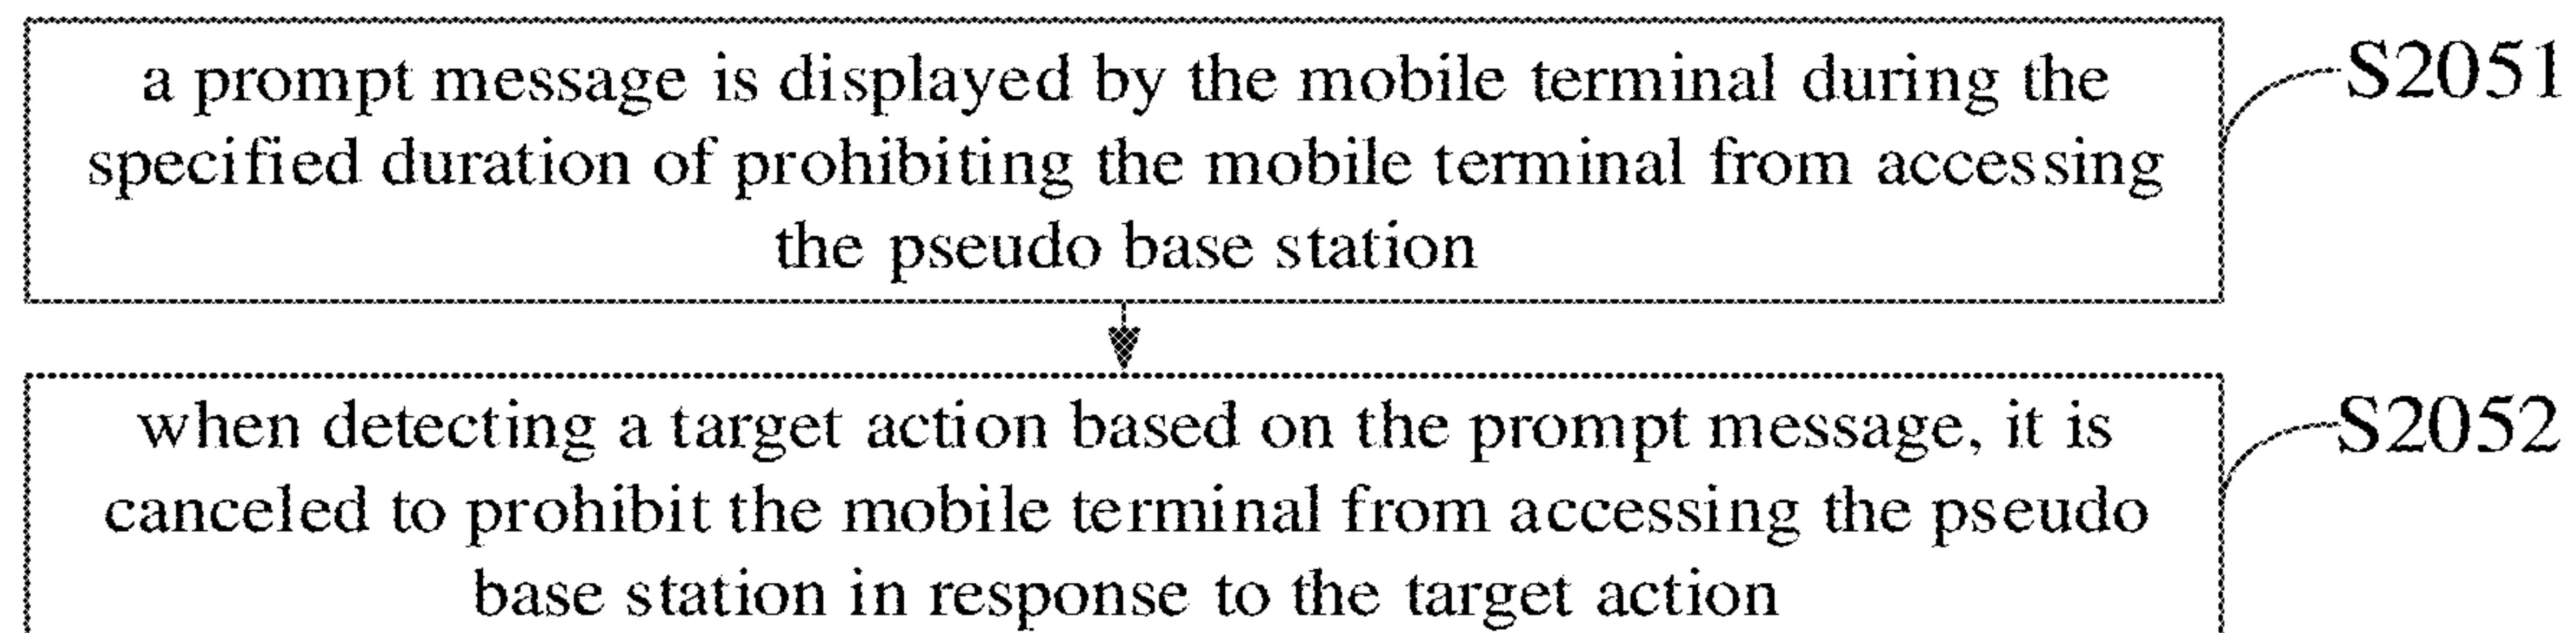 a prompt message is displayed by the mobile terminal during the
specified duration of prohibiting the mobile terminal from accessing
the pseudo base station
S2051
when detecting a target action based on the prompt message, it is
canceled to prohibit the mobile terminal from accessing the pseudo
base station in response to the target action
S2052